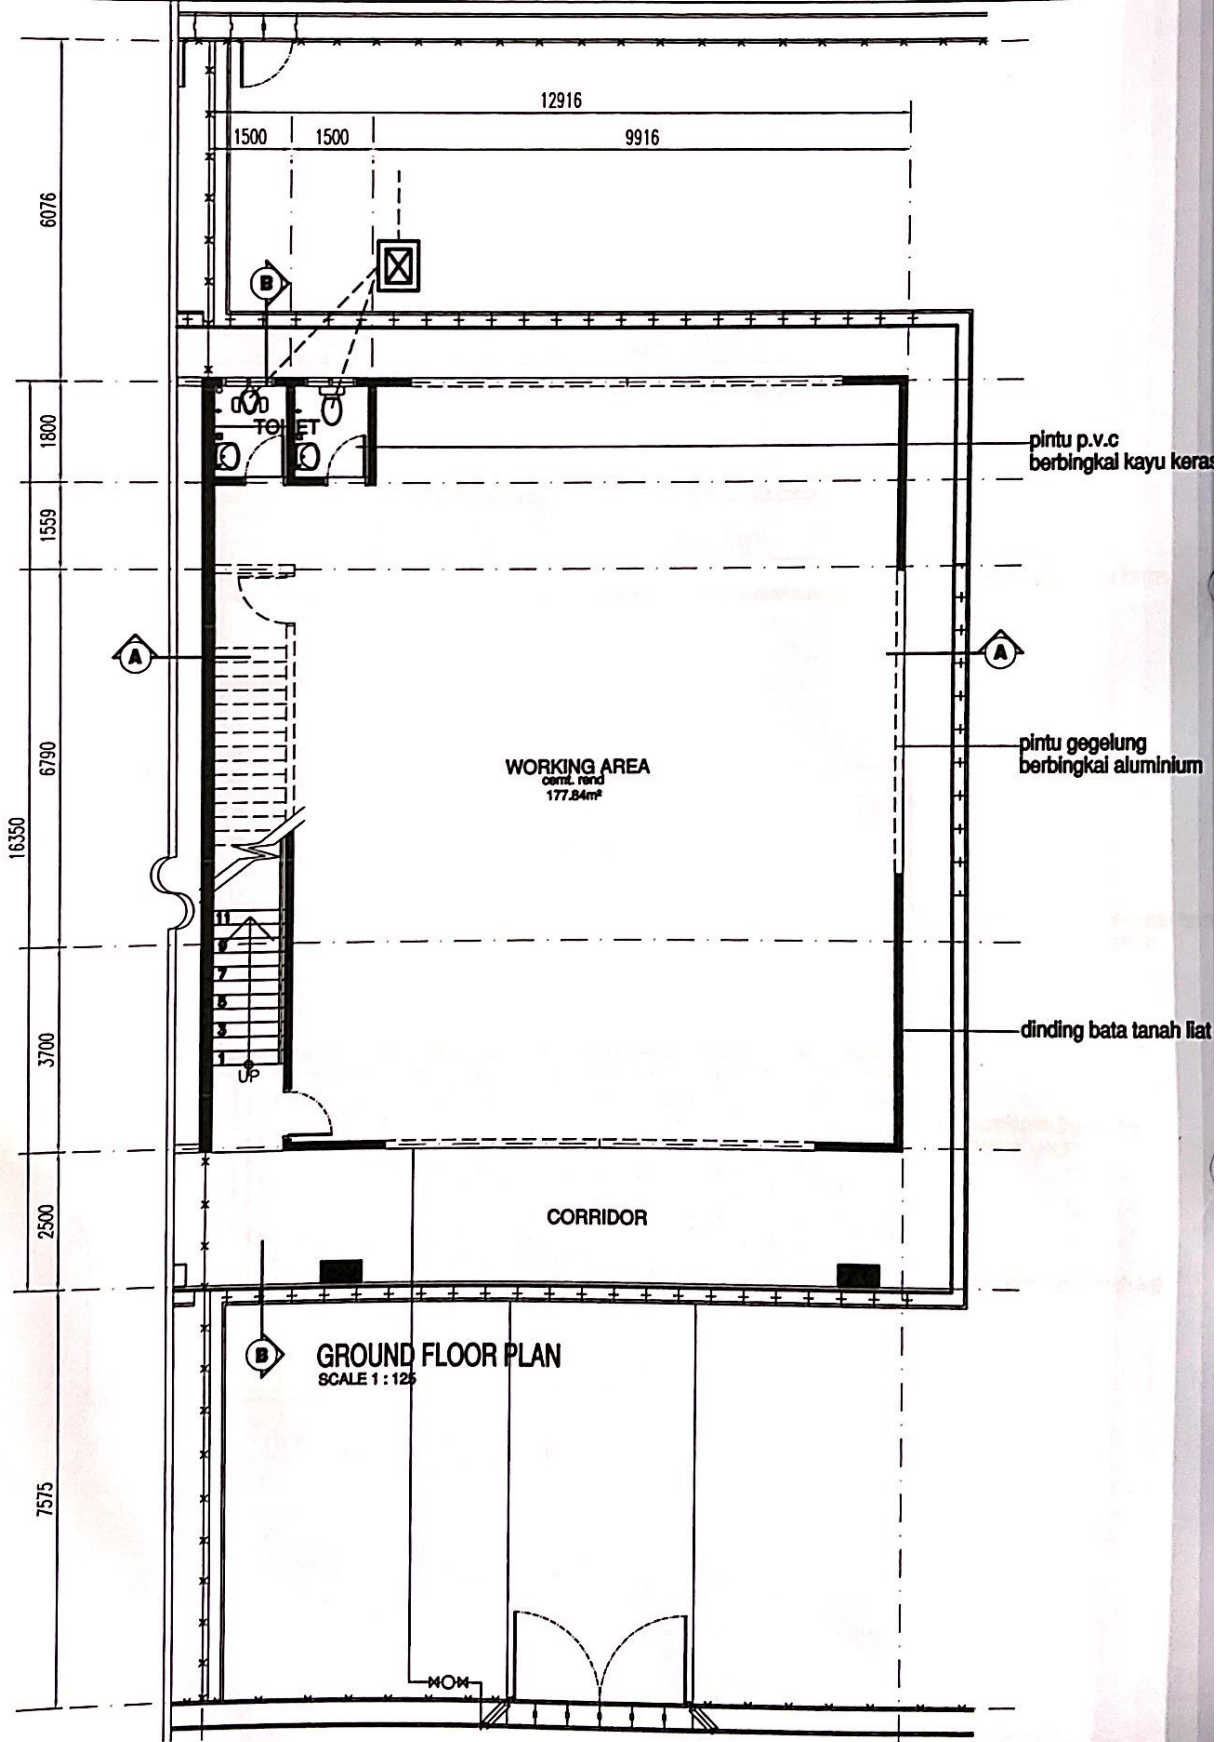 12916
1500
1500
9916
6076
B
1800
TOILET
pintu p.v.c
berbingkai kayu keras
1559
A
A
6790
WORKING AREA
cemt. rend
177.84m²
pintu gegelung
berbingkai aluminium
16350
11
9
7
5
3
1
UP
3700
dinding bata tanah liat
2500
CORRIDOR
B
GROUND FLOOR PLAN
SCALE 1 : 125
7575